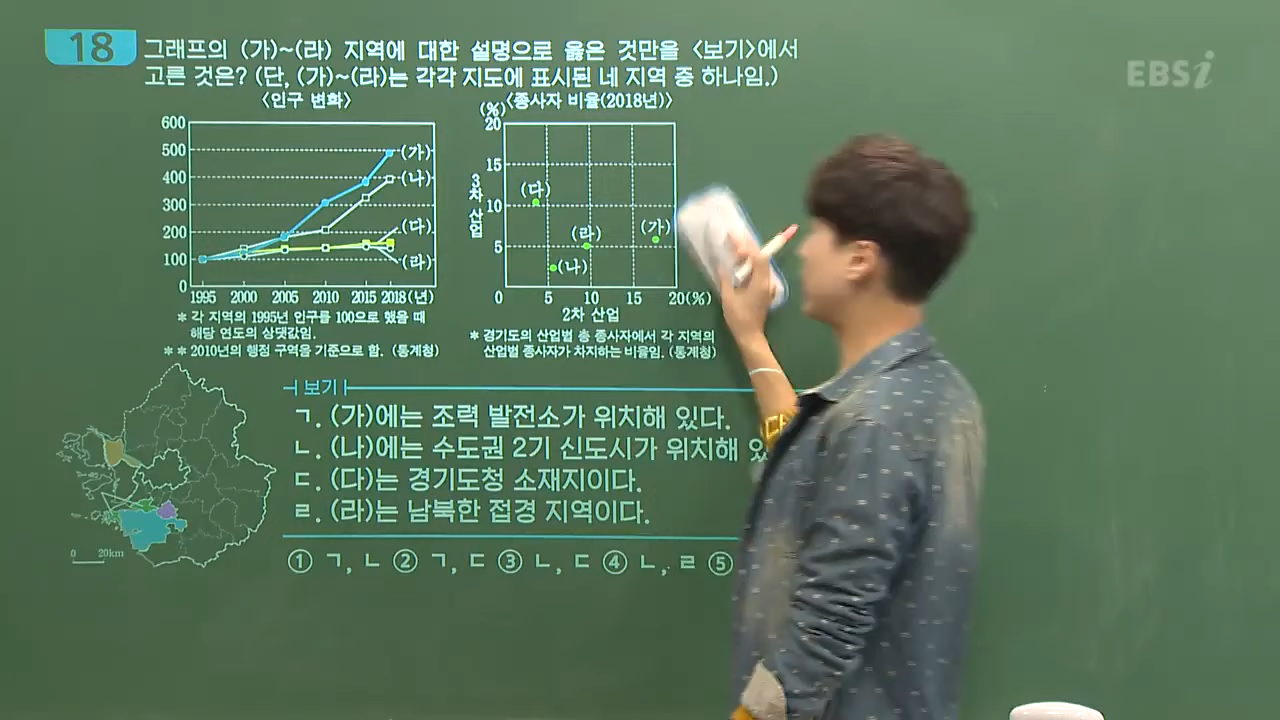 18
그래프의 (가)~(라) 지역에 대한 설명으로 옳은 것만을 <보기>에서
고른 것은? (단, (가)~(라)는 각각 지도에 표시된 네 지역 중 하나임.)
EBSi
<인구 변화>
600
500
400
300
200
100
0
(가)
(나)
(다)
(라)
1995 2000 2005 2010 2015 2018(년)
* 각 지역의 1995년 인구를 100으로 했을 때
해당 연도의 상댓값임.
** 2010년의 행정 구역을 기준으로 함. (통계청)
<종사자 비율(2018년)>
(%)
20
15
10
5
3차 산업
(다)
(라)
(가)
(나)
0 5 10 15 20(%)
2차 산업
* 경기도의 산업별 총 종사자에서 각 지역의
산업별 종사자가 차지하는 비율임. (통계청)
0 20km
보기
ㄱ. (가)에는 조력 발전소가 위치해 있다.
ㄴ. (나)에는 수도권 2기 신도시가 위치해
ㄷ. (다)는 경기도청 소재지이다.
ㄹ. (라)는 남북한 접경 지역이다.
① ㄱ, ㄴ ② ㄱ, ㄷ ③ ㄴ, ㄷ ④ ㄴ, ㄹ ⑤